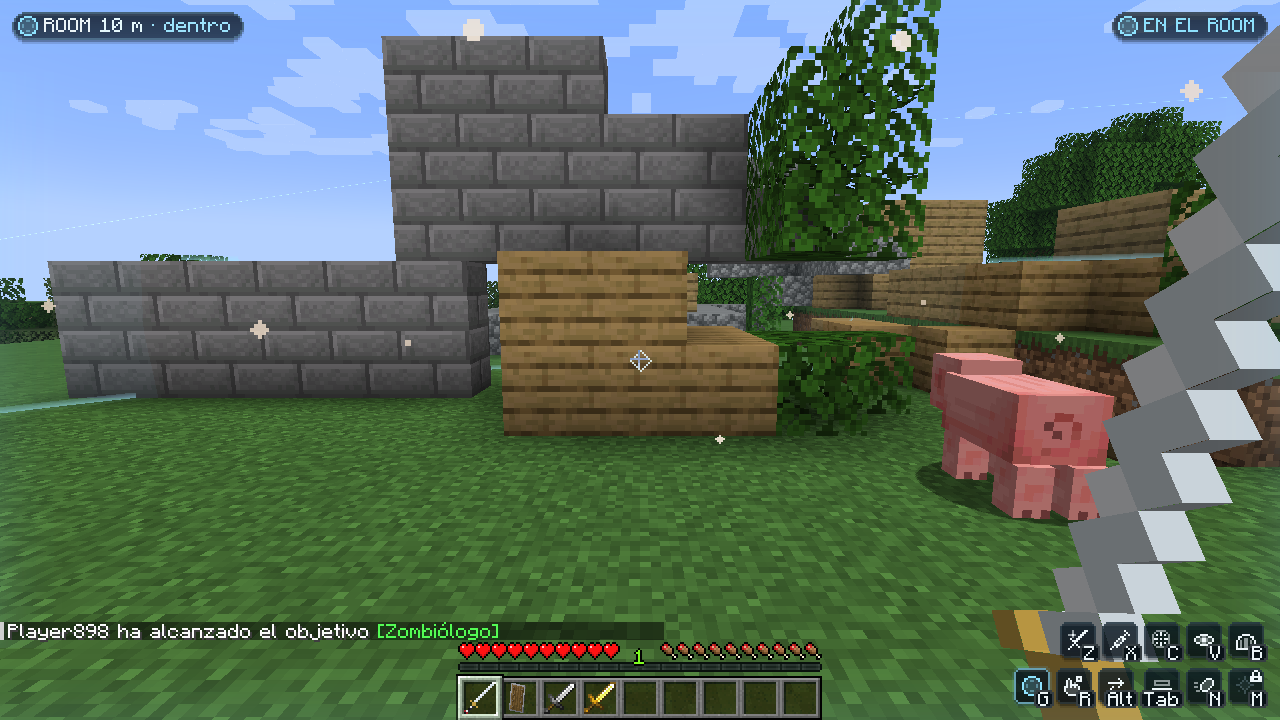 ROOM 10 m · dentro
EN EL ROOM
Player898 ha alcanzado el objetivo [Zombiólogo]
1
Z X C V B
G R Alt Tab N M